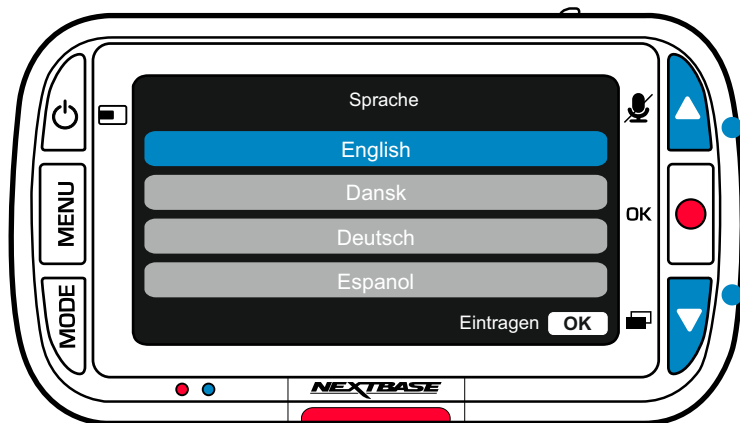 Sprache
English
Dansk
MENU
OK
Deutsch
Espanol
MODE
Eintragen OK
NEXTBASE